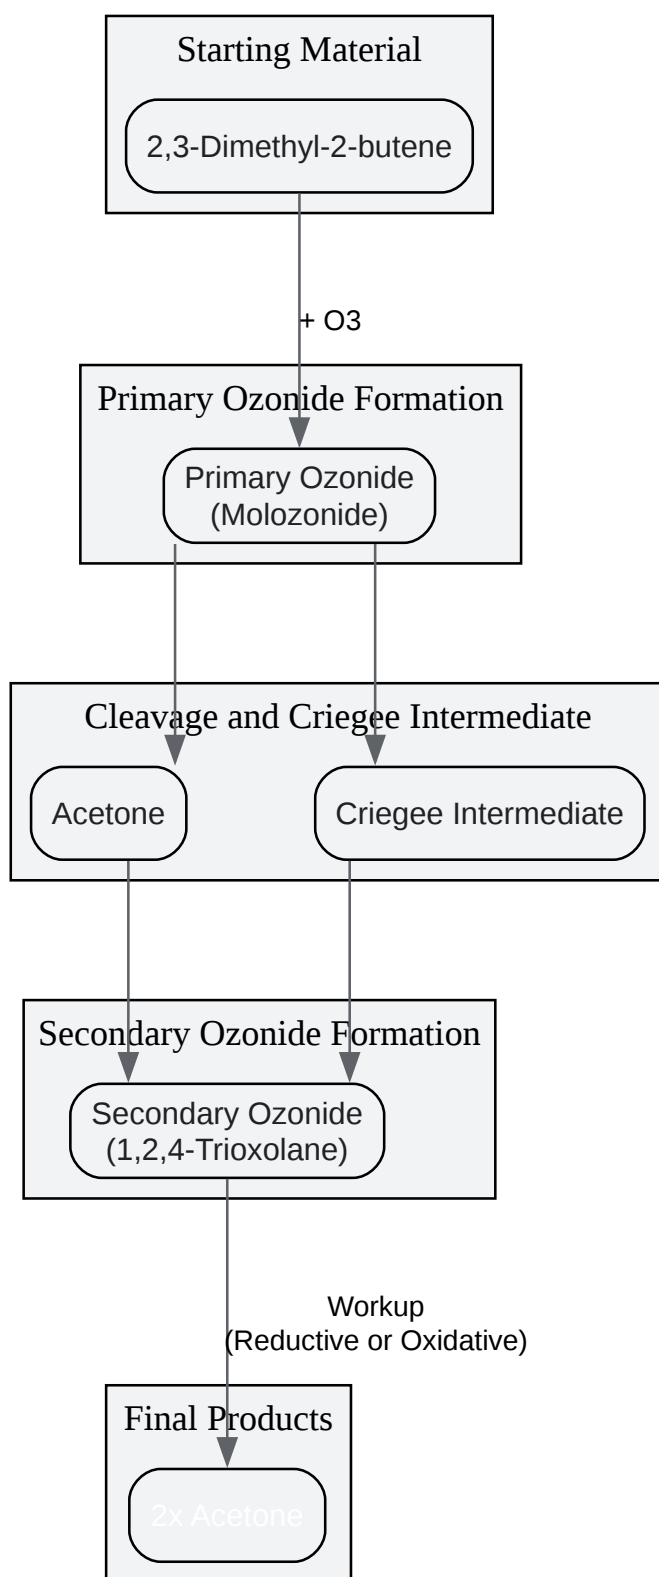 Starting Material
2,3-Dimethyl-2-butene
+ O3
Primary Ozonide Formation
Primary Ozonide
(Molozonide)
Cleavage and Criegee Intermediate
Acetone
Criegee Intermediate
Secondary Ozonide Formation
Secondary Ozonide
(1,2,4-Trioxolane)
Workup
(Reductive or Oxidative)
Final Products
2x Acetone